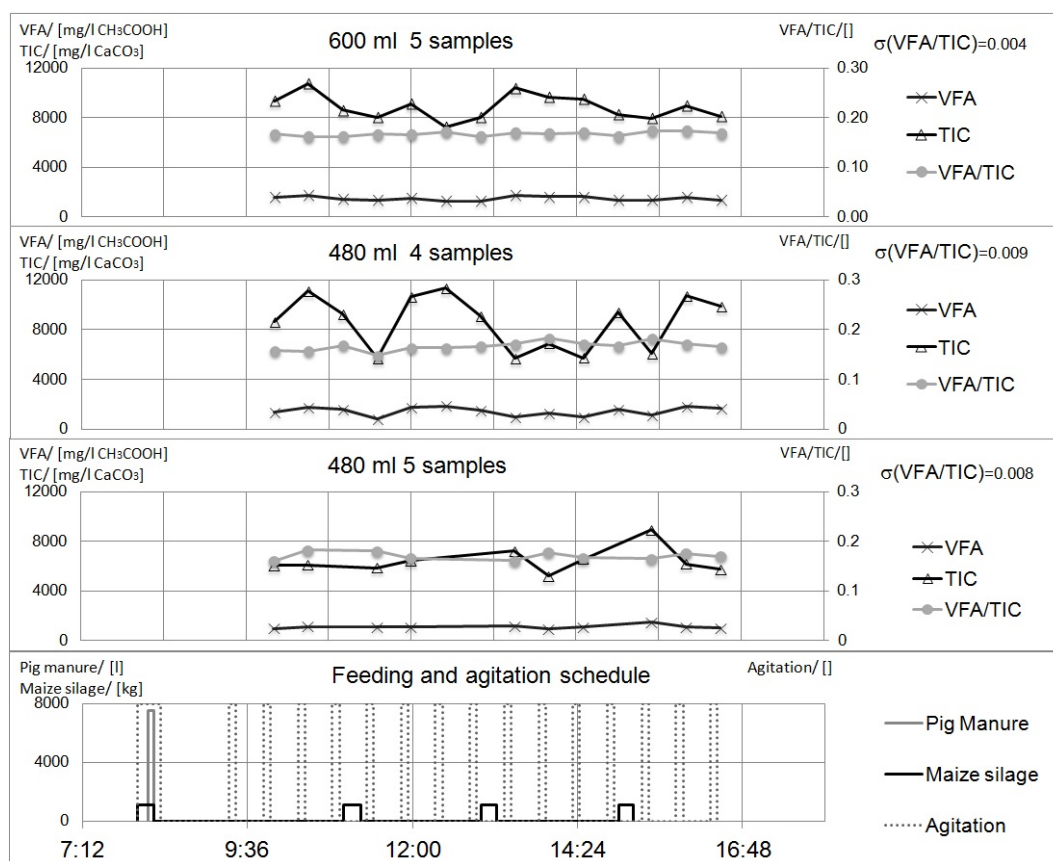 VFA/ [mg/l CH3COOH]
TIC/ [mg/l CaCO3]
600 ml 5 samples
VFA/TIC/[]
σ(VFA/TIC)=0.004
12000
8000
4000
0
0.30
0.20
0.10
0.00
VFA
TIC
VFA/TIC
VFA/ [mg/l CH3COOH]
TIC/ [mg/l CaCO3]
480 ml 4 samples
VFA/TIC/[]
σ(VFA/TIC)=0.009
12000
8000
4000
0
0.3
0.2
0.1
0
VFA
TIC
VFA/TIC
VFA/ [mg/l CH3COOH]
TIC/ [mg/l CaCO3]
480 ml 5 samples
VFA/TIC/[]
σ(VFA/TIC)=0.008
12000
8000
4000
0
0.3
0.2
0.1
0
VFA
TIC
VFA/TIC
Pig manure/ [l]
Maize silage/ [kg]
Feeding and agitation schedule
Agitation/ []
8000
4000
0
7:12 9:36 12:00 14:24 16:48
Pig Manure
Maize silage
Agitation